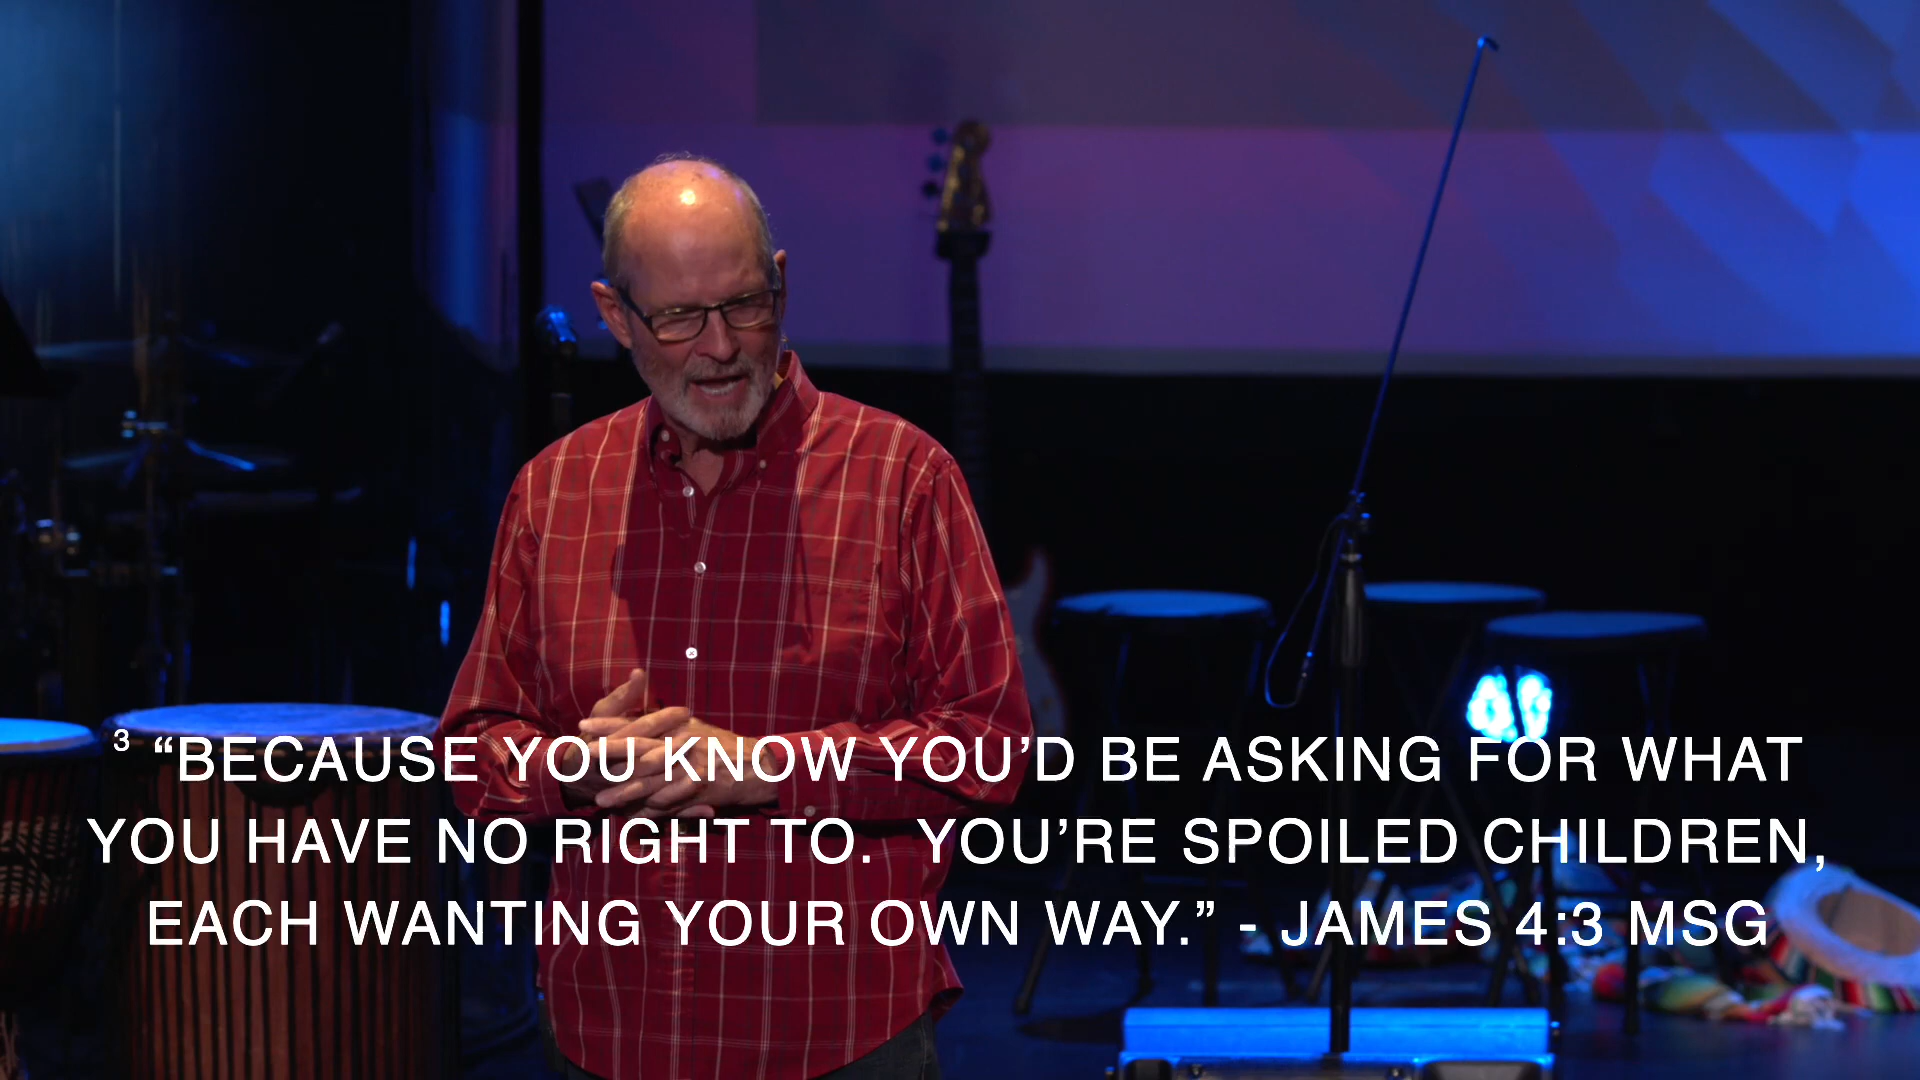 ³ “BECAUSE YOU KNOW YOU’D BE ASKING FOR WHAT
YOU HAVE NO RIGHT TO.  YOU’RE SPOILED CHILDREN,
EACH WANTING YOUR OWN WAY.” - JAMES 4:3 MSG